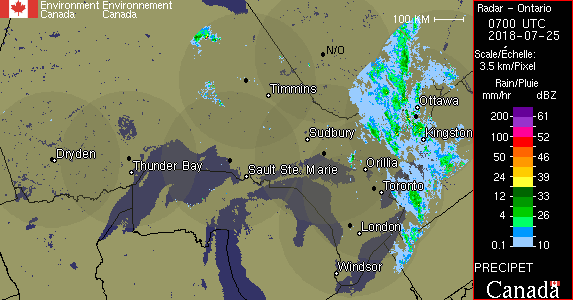 Environment Environnement
Canada Canada
100 KM
N/O
Timmins
Ottawa
Sudbury
Kingston
Dryden
Thunder Bay
Sault Ste. Marie
Orillia
Toronto
London
Windsor
Radar - Ontario
0700 UTC
2018-07-25
Scale/Échelle:
3.5 km/Pixel
Rain/Pluie
mm/hr dBZ
200 61
100 52
50 46
24 39
12 33
4 26
1 18
0.1 10
PRECIPET
Canada